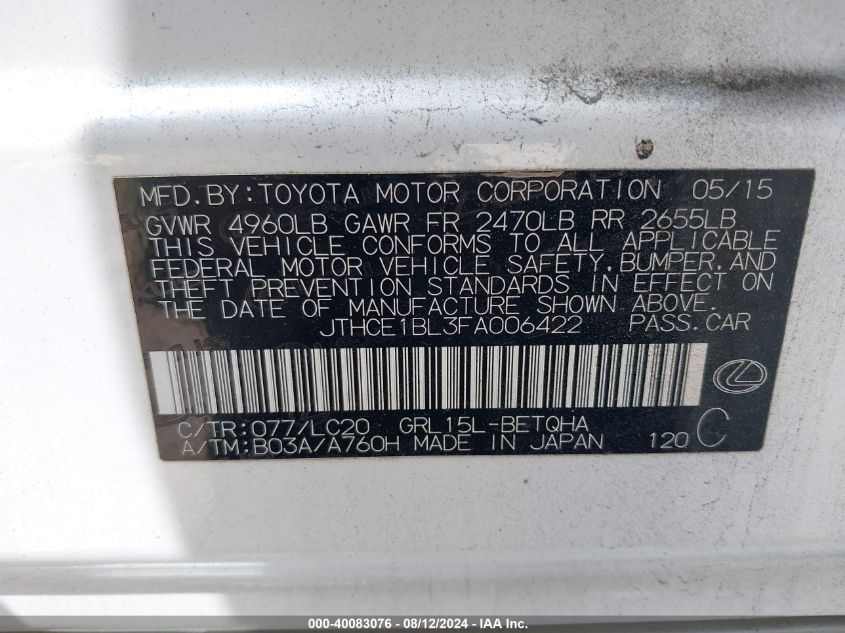 MFD.BY:TOYOTA MOTOR CORPORATION 05/15
GVWR 4960LB GAWR FR 2470LB RR 2655LB
THIS VEHICLE CONFORMS TO ALL APPLICABLE
FEDERAL MOTOR VEHICLE SAFETY,BUMPER,AND
THEFT PREVENTION STANDARDS IN EFFECT ON
THE DATE OF MANUFACTURE SHOWN ABOVE.
JTHCE1BL3FA006422 PASS.CAR
C/TR:077/LC20 GRL15L-BETQHA
A/TM:B03A/A760H MADE IN JAPAN 120 C
000-40083076 - 08/12/2024 - IAA Inc.